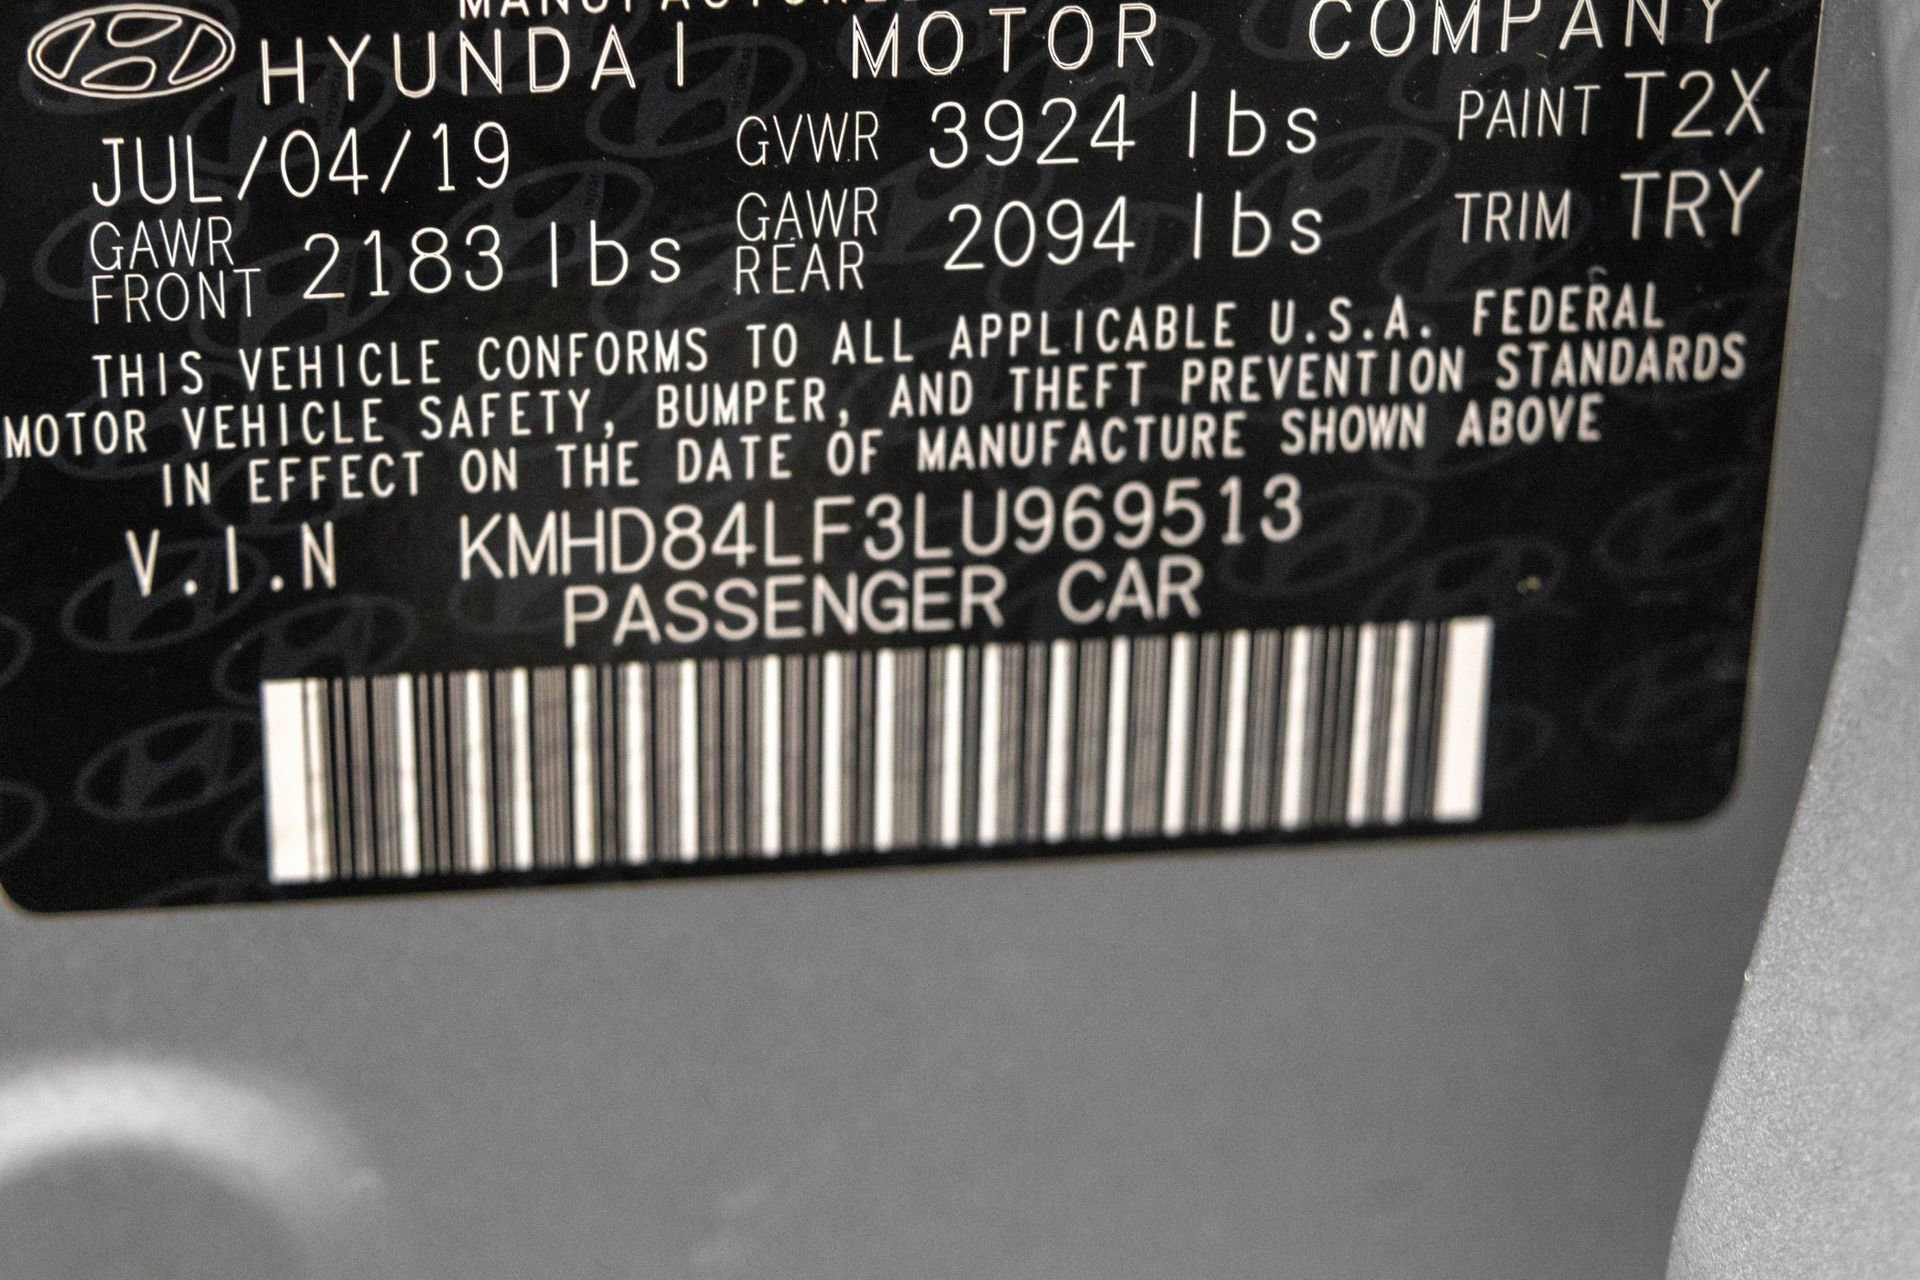 MANUFACTURED
HYUNDAI MOTOR COMPANY
JUL/04/19 GVWR 3924 lbs PAINT T2X
GAWR FRONT 2183 lbs GAWR REAR 2094 lbs TRIM TRY
THIS VEHICLE CONFORMS TO ALL APPLICABLE U.S.A. FEDERAL
MOTOR VEHICLE SAFETY, BUMPER, AND THEFT PREVENTION STANDARDS
IN EFFECT ON THE DATE OF MANUFACTURE SHOWN ABOVE
V.I.N KMHD84LF3LU969513
PASSENGER CAR